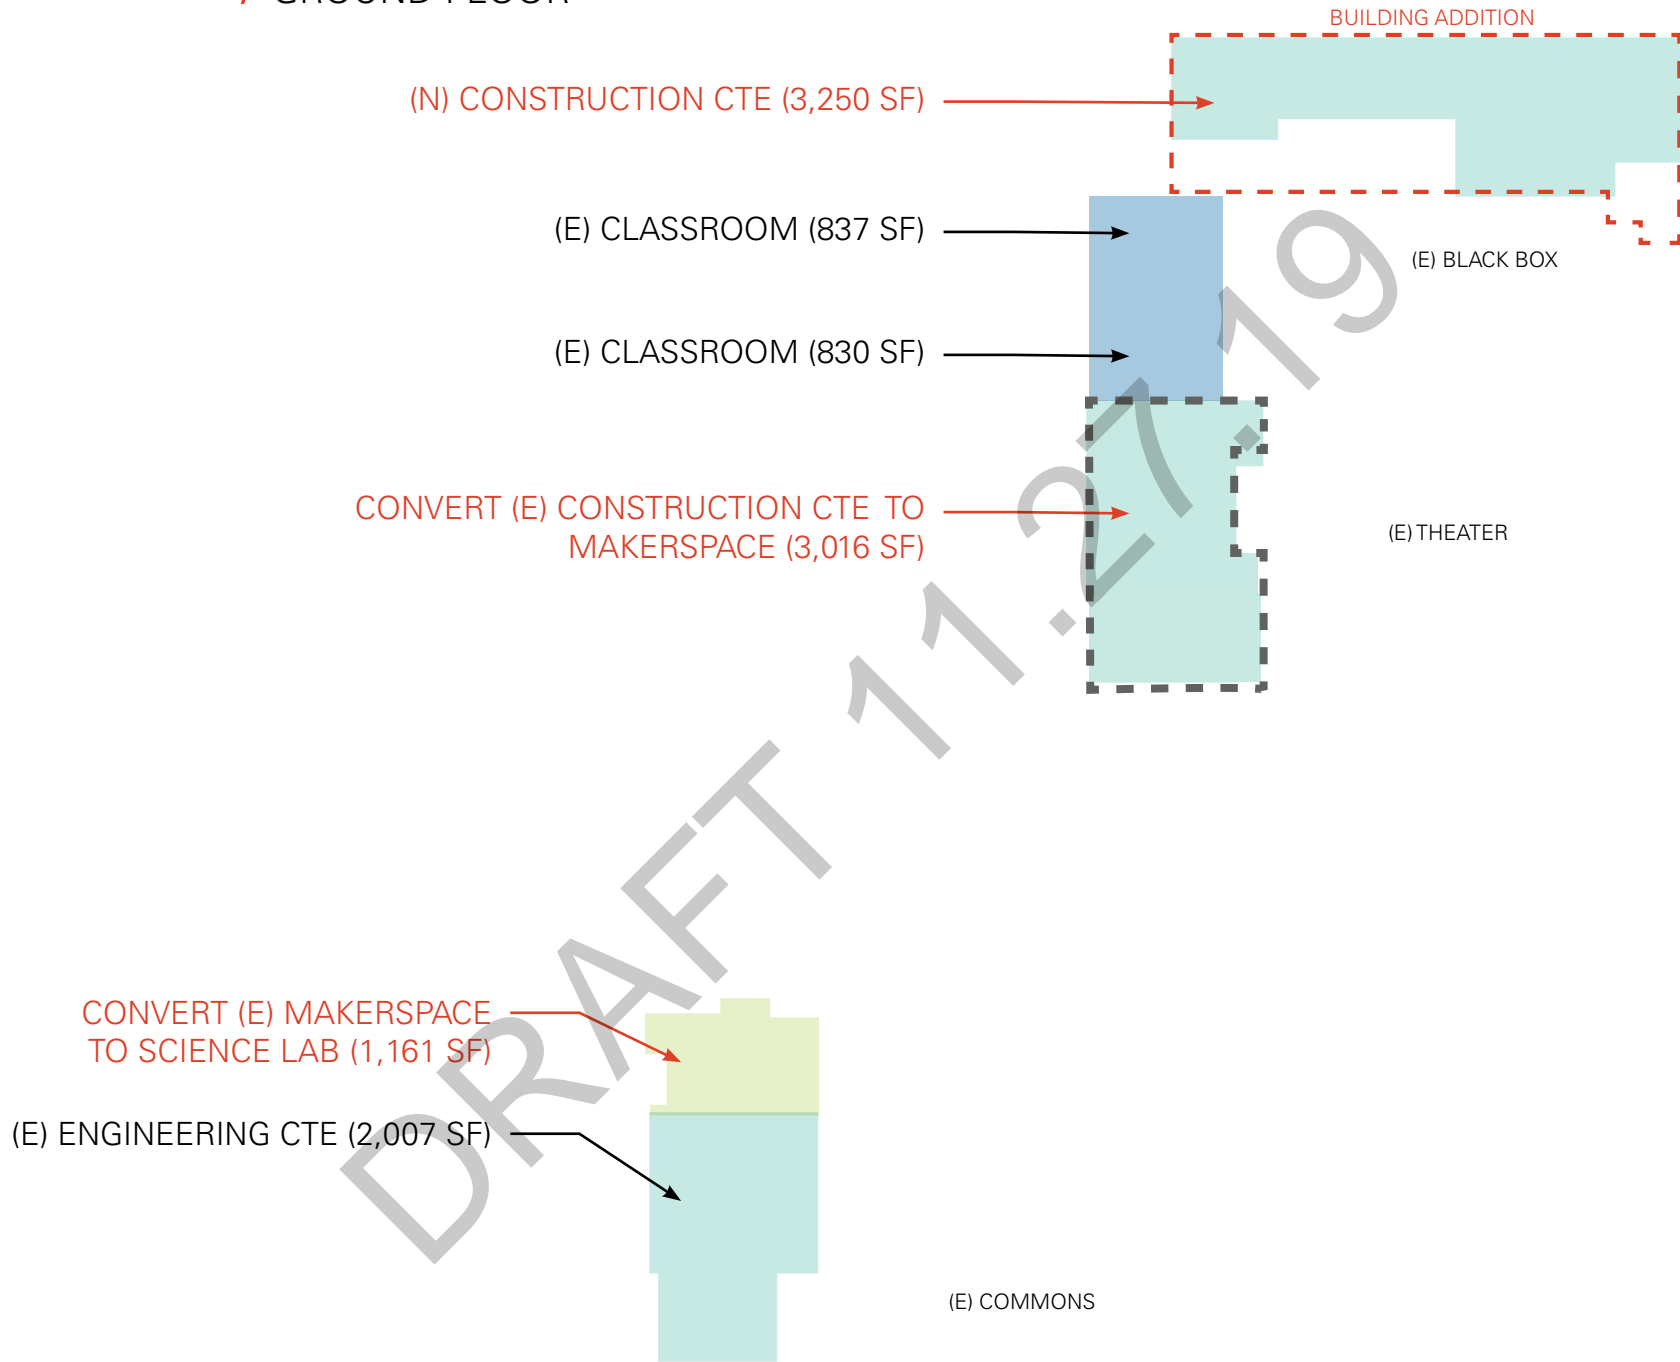 / GROUND FLOOR
BUILDING ADDITION
(N) CONSTRUCTION CTE (3,250 SF)
(E) CLASSROOM (837 SF)
(E) BLACK BOX
(E) CLASSROOM (830 SF)
CONVERT (E) CONSTRUCTION CTE TO
MAKERSPACE (3,016 SF)
(E) THEATER
DRAFT 11.27.19
CONVERT (E) MAKERSPACE
TO SCIENCE LAB (1,161 SF)
(E) ENGINEERING CTE (2,007 SF)
(E) COMMONS